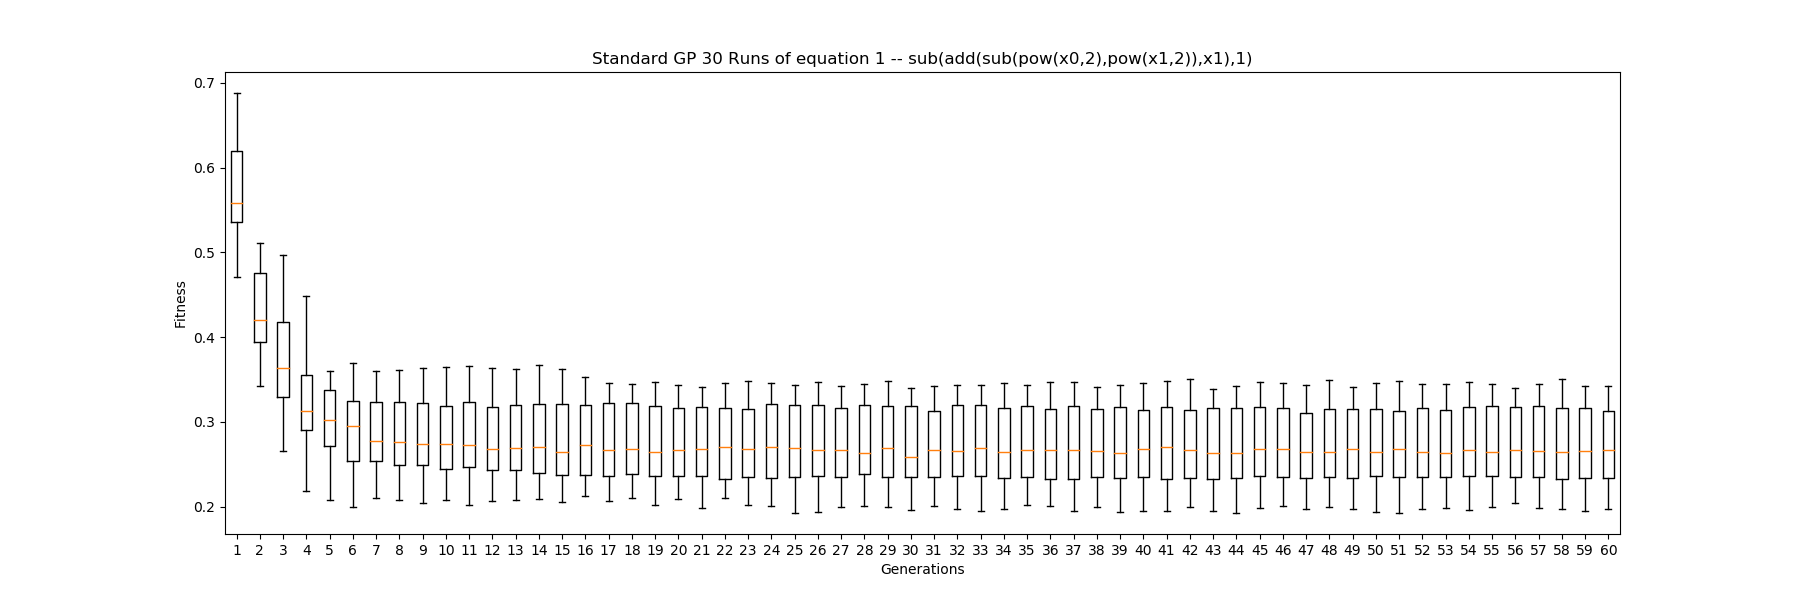 Standard GP 30 Runs of equation 1 -- sub(add(sub(pow(x0,2),pow(x1,2)),x1),1)
0.7
0.6
0.5
0.4
0.3
0.2
Fitness
1 2 3 4 5 6 7 8 9 10 11 12 13 14 15 16 17 18 19 20 21 22 23 24 25 26 27 28 29 30 31 32 33 34 35 36 37 38 39 40 41 42 43 44 45 46 47 48 49 50 51 52 53 54 55 56 57 58 59 60
Generations